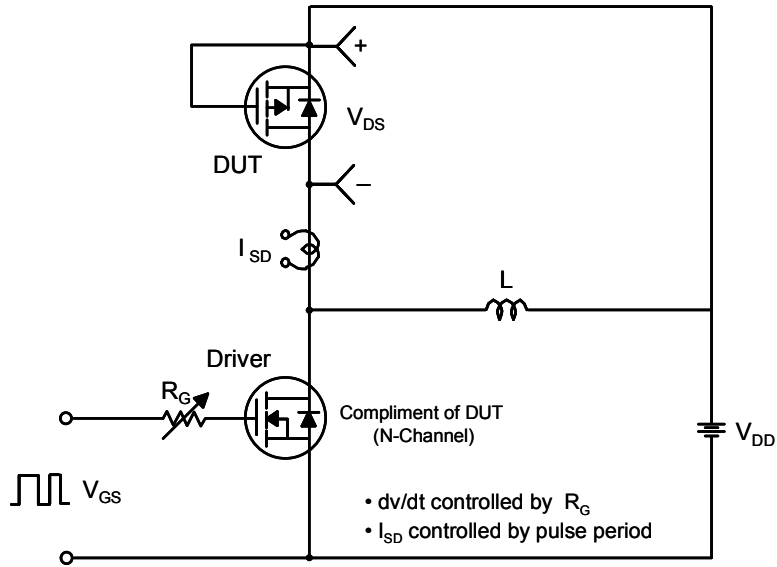 +
V_DS
DUT
–
I_SD
L
Driver
R_G
Compliment of DUT
(N-Channel)
V_DD
V_GS
• dv/dt controlled by R_G
• I_SD controlled by pulse period